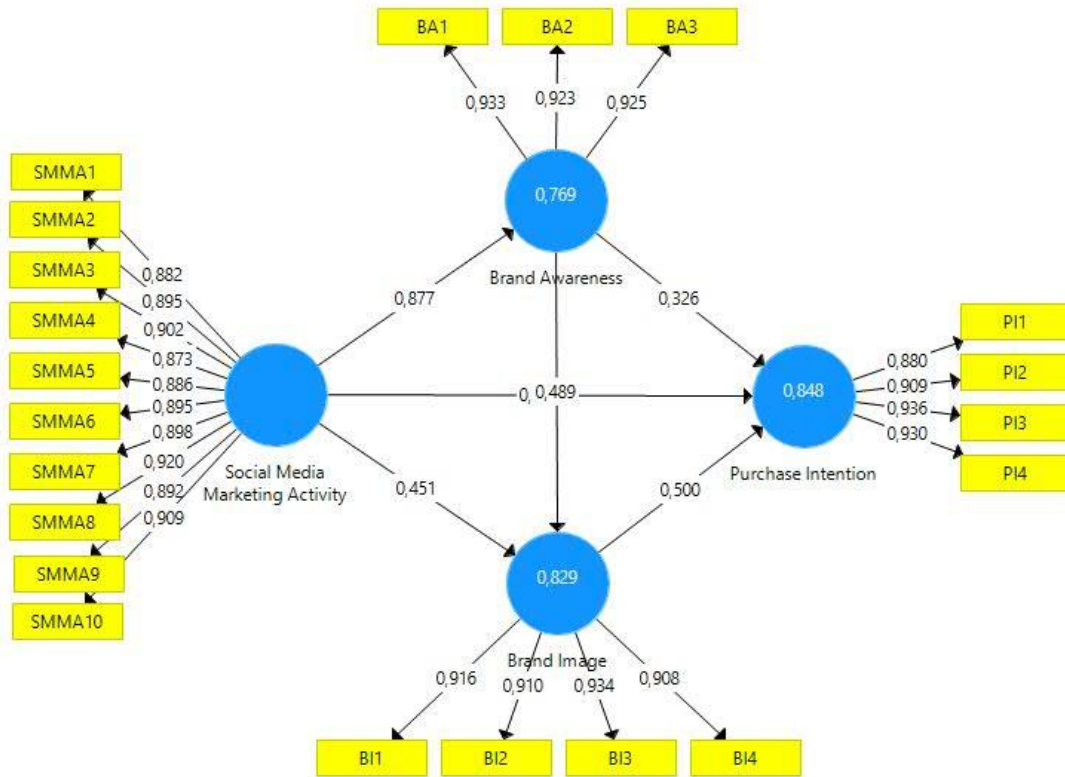 BA1
BA2
BA3
0,933
0,923
0,925
SMMA1
SMMA2
SMMA3
SMMA4
SMMA5
SMMA6
SMMA7
SMMA8
SMMA9
SMMA10
0,882
0,895
0,902
0,873
0,886
0,895
0,898
0,920
0,892
0,909
Social Media
Marketing Activity
0,769
Brand Awareness
0,877
0,326
0,489
0,451
0,500
0,848
Purchase Intention
0,880
0,909
0,936
0,930
PI1
PI2
PI3
PI4
0,829
Brand Image
0,916
0,910
0,934
0,908
BI1
BI2
BI3
BI4